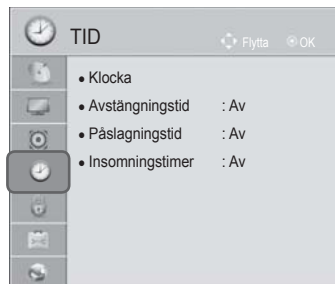 TID Flytta OK
• Klocka
• Avstängningstid : Av
• Påslagningstid : Av
• Insomningstimer : Av